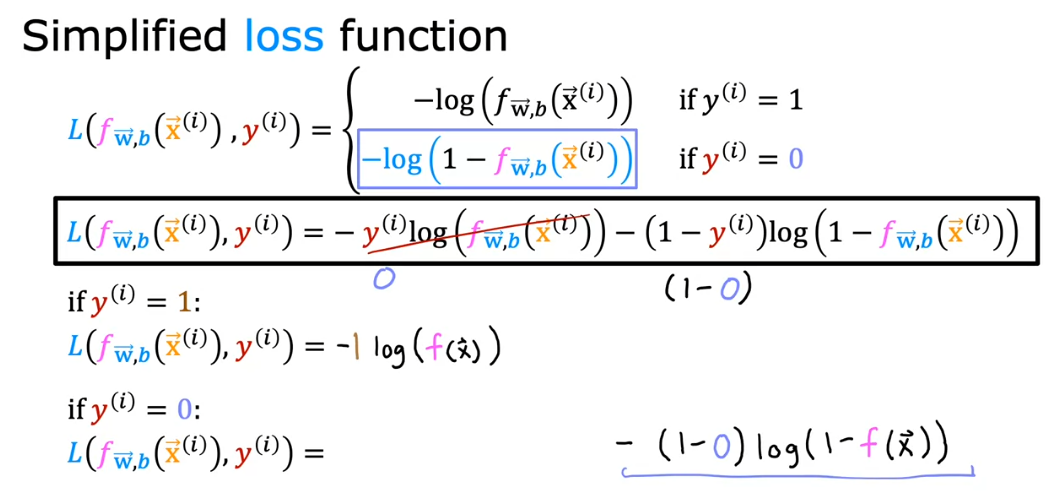 Simplified loss function
−log(f_w⃗,b(x⃗⁽ⁱ⁾)) if y⁽ⁱ⁾ = 1
L(f_w⃗,b(x⃗⁽ⁱ⁾), y⁽ⁱ⁾) = {
−log(1 − f_w⃗,b(x⃗⁽ⁱ⁾)) if y⁽ⁱ⁾ = 0
L(f_w⃗,b(x⃗⁽ⁱ⁾), y⁽ⁱ⁾) = − y⁽ⁱ⁾log(f_w⃗,b(x⃗⁽ⁱ⁾)) − (1 − y⁽ⁱ⁾)log(1 − f_w⃗,b(x⃗⁽ⁱ⁾))
0 (1-0)
if y⁽ⁱ⁾ = 1:
L(f_w⃗,b(x⃗⁽ⁱ⁾), y⁽ⁱ⁾) = -1 log(f(x⃗))
if y⁽ⁱ⁾ = 0:
L(f_w⃗,b(x⃗⁽ⁱ⁾), y⁽ⁱ⁾) = - (1-0) log(1-f(x⃗))